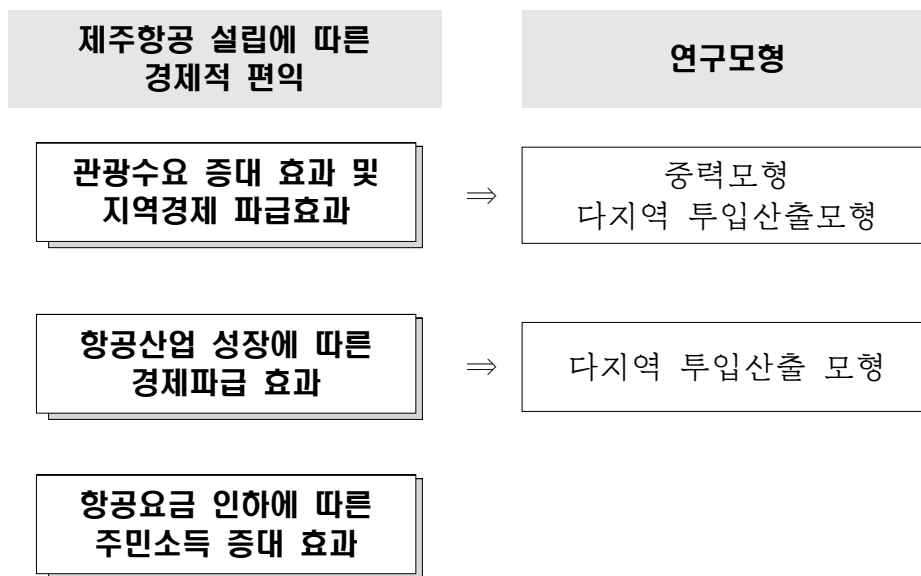 제주항공 설립에 따른
경제적 편익
연구모형
관광수요 증대 효과 및
지역경제 파급효과
⇒
중력모형
다지역 투입산출모형
항공산업 성장에 따른
경제파급 효과
⇒
다지역 투입산출 모형
항공요금 인하에 따른
주민소득 증대 효과